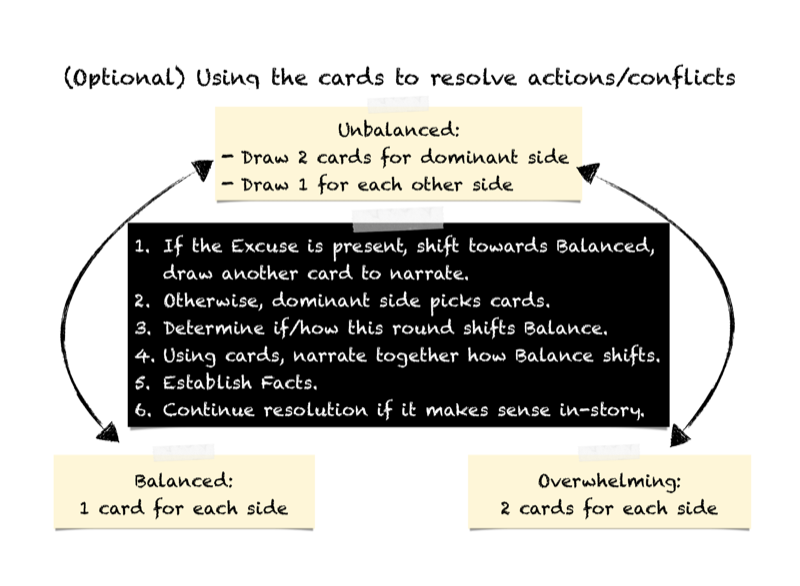 (Optional) Using the cards to resolve actions/conflicts
Unbalanced:
- Draw 2 cards for dominant side
- Draw 1 for each other side
1. If the Excuse is present, shift towards Balanced,
draw another card to narrate.
2. Otherwise, dominant side picks cards.
3. Determine if/how this round shifts Balance.
4. Using cards, narrate together how Balance shifts.
5. Establish Facts.
6. Continue resolution if it makes sense in-story.
Balanced:
1 card for each side
Overwhelming:
2 cards for each side